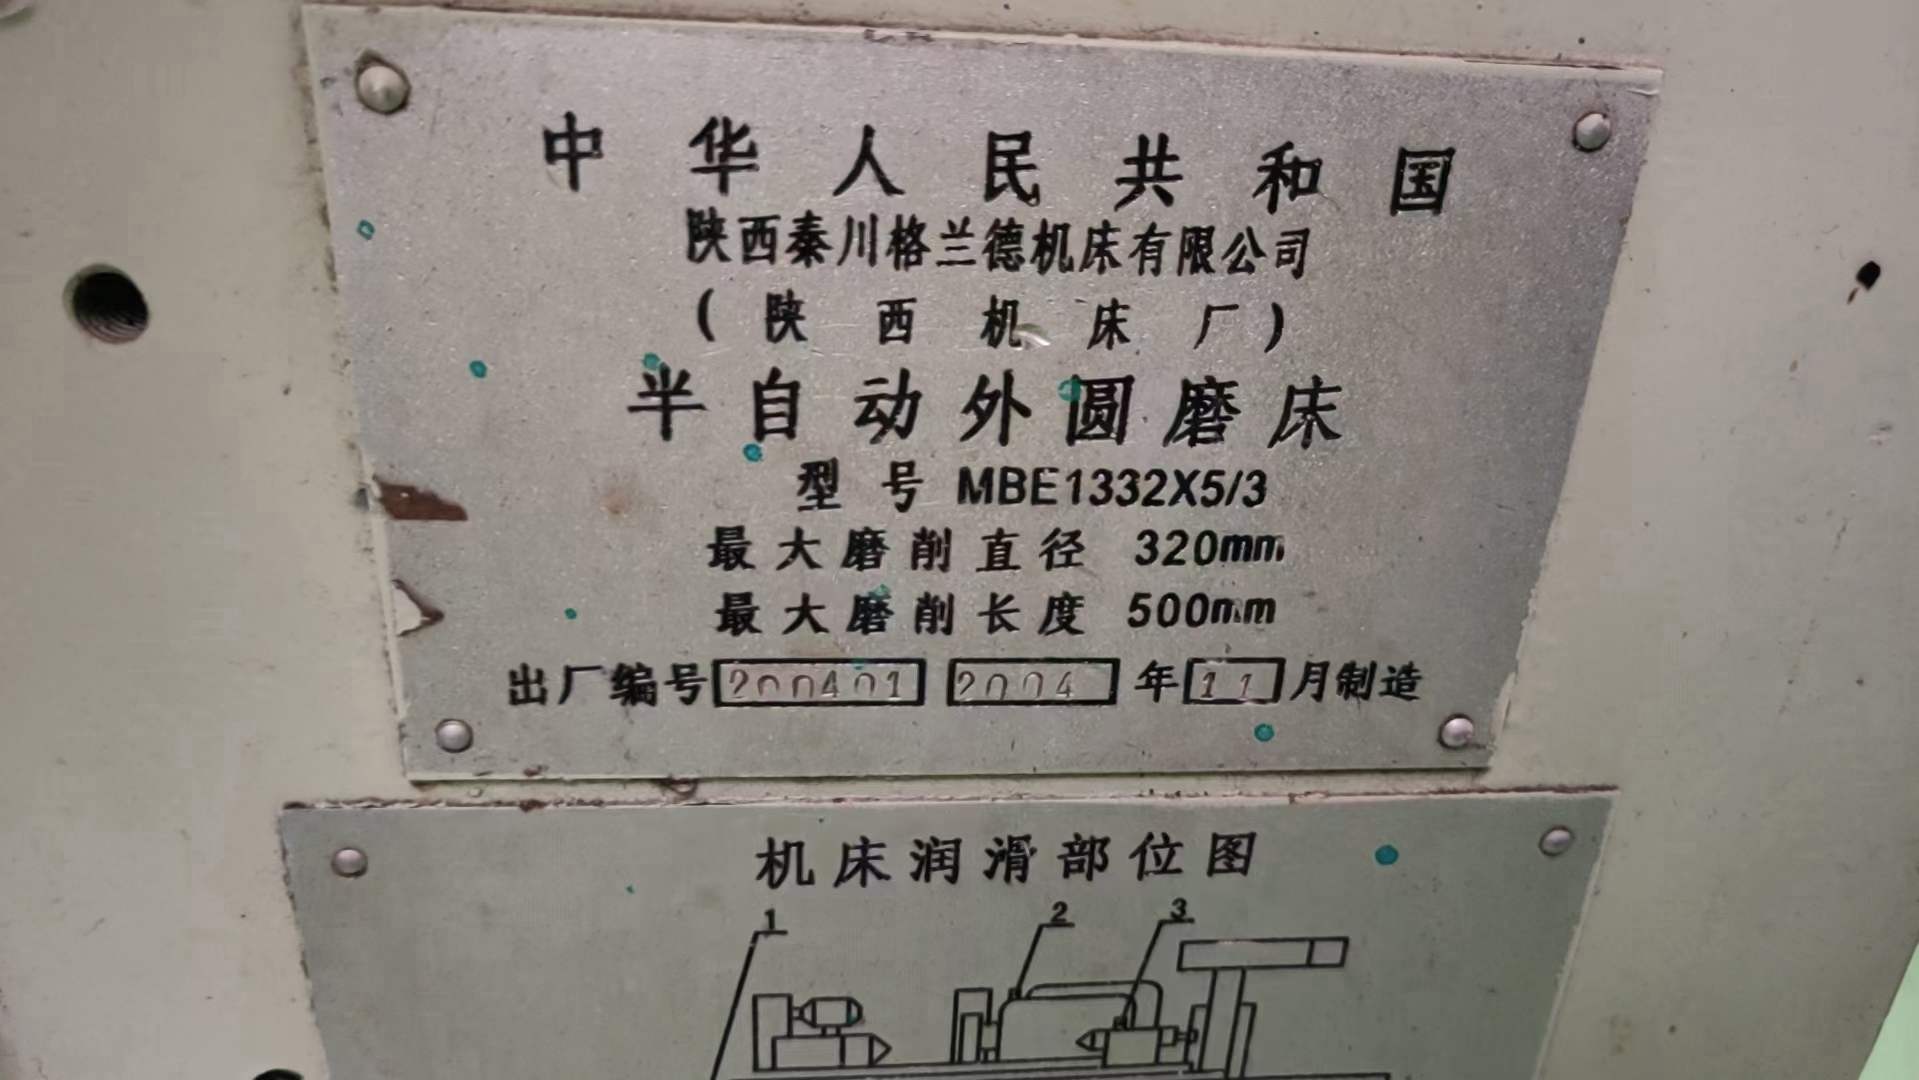 中华人民共和国
陕西秦川格兰德机床有限公司
(陕西机床厂)
半自动外圆磨床
型号 MBE1332X5/3
最大磨削直径 320mm
最大磨削长度 500mm
出厂编号 200401 2004 年 11 月制造
机床润滑部位图
1 2 3